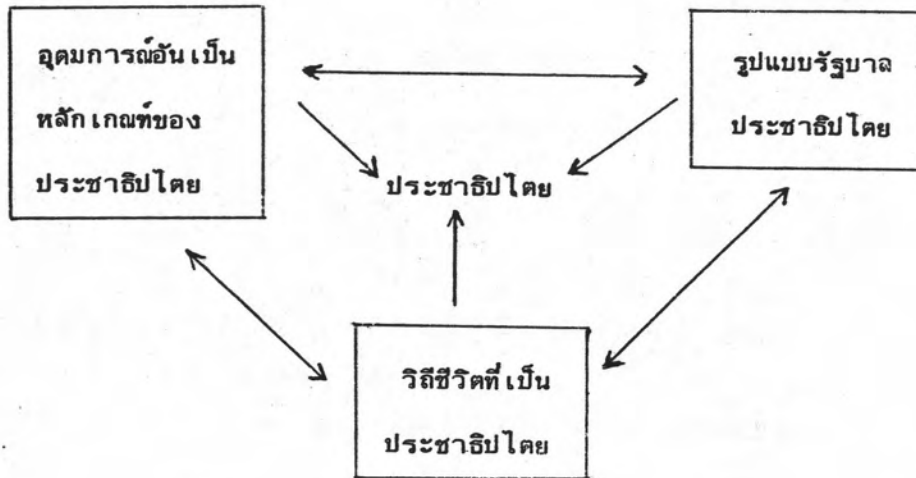 อุดมการณ์อันเป็น
หลักเกณฑ์ของ
ประชาธิปไตย
รูปแบบรัฐบาล
ประชาธิปไตย
ประชาธิปไตย
วิถีชีวิตที่เป็น
ประชาธิปไตย